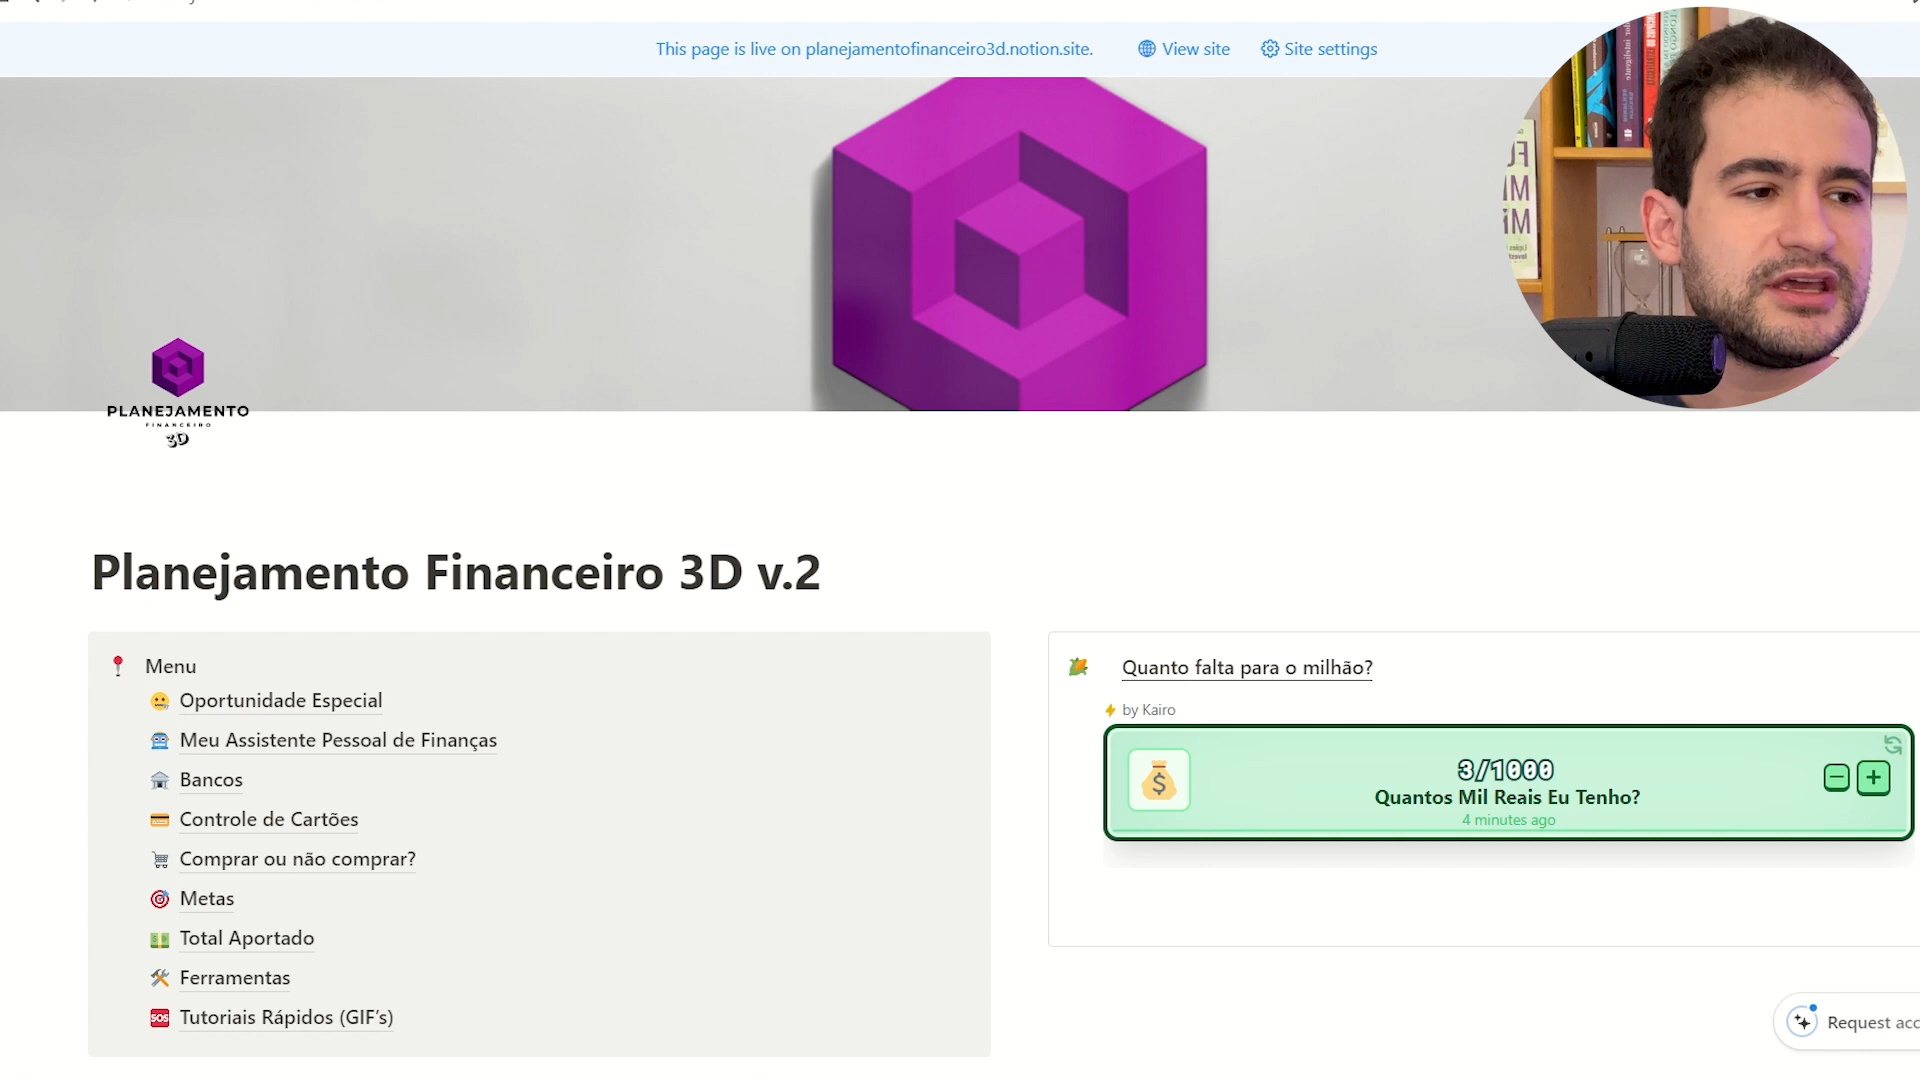 This page is live on planejamentofinanceiro3d.notion.site.
View site
Site settings
PLANEJAMENTO
FINANCEIRO
3D
Planejamento Financeiro 3D v.2
Menu
Oportunidade Especial
Meu Assistente Pessoal de Finanças
Bancos
Controle de Cartões
Comprar ou não comprar?
Metas
Total Aportado
Ferramentas
SOS
Tutoriais Rápidos (GIF's)
Quanto falta para o milhão?
by Kairo
3/1000
Quantos Mil Reais Eu Tenho?
4 minutes ago
Request acc